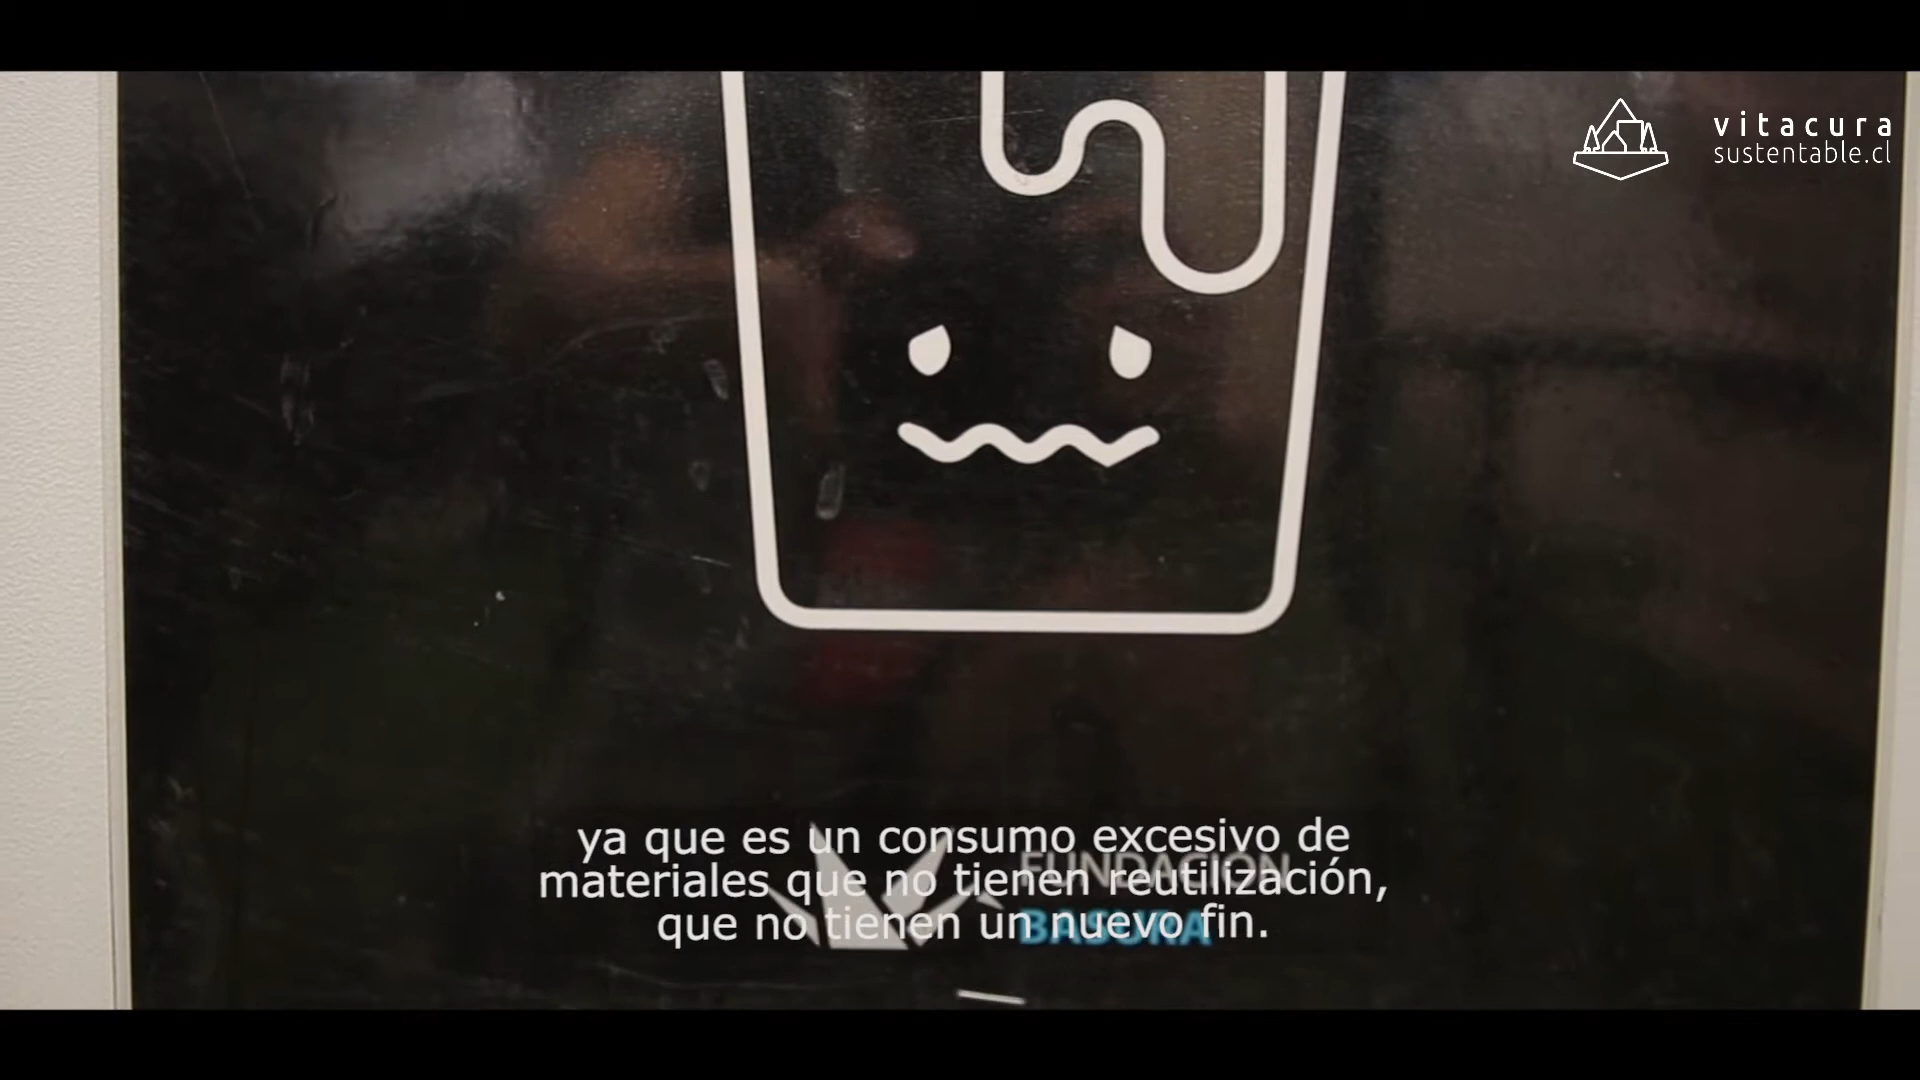 vitacura
sustentable.cl
ya que es un consumo excesivo de
materiales que no tienen reutilización,
que no tienen un nuevo fin.
FUNDACIÓN
BASURA